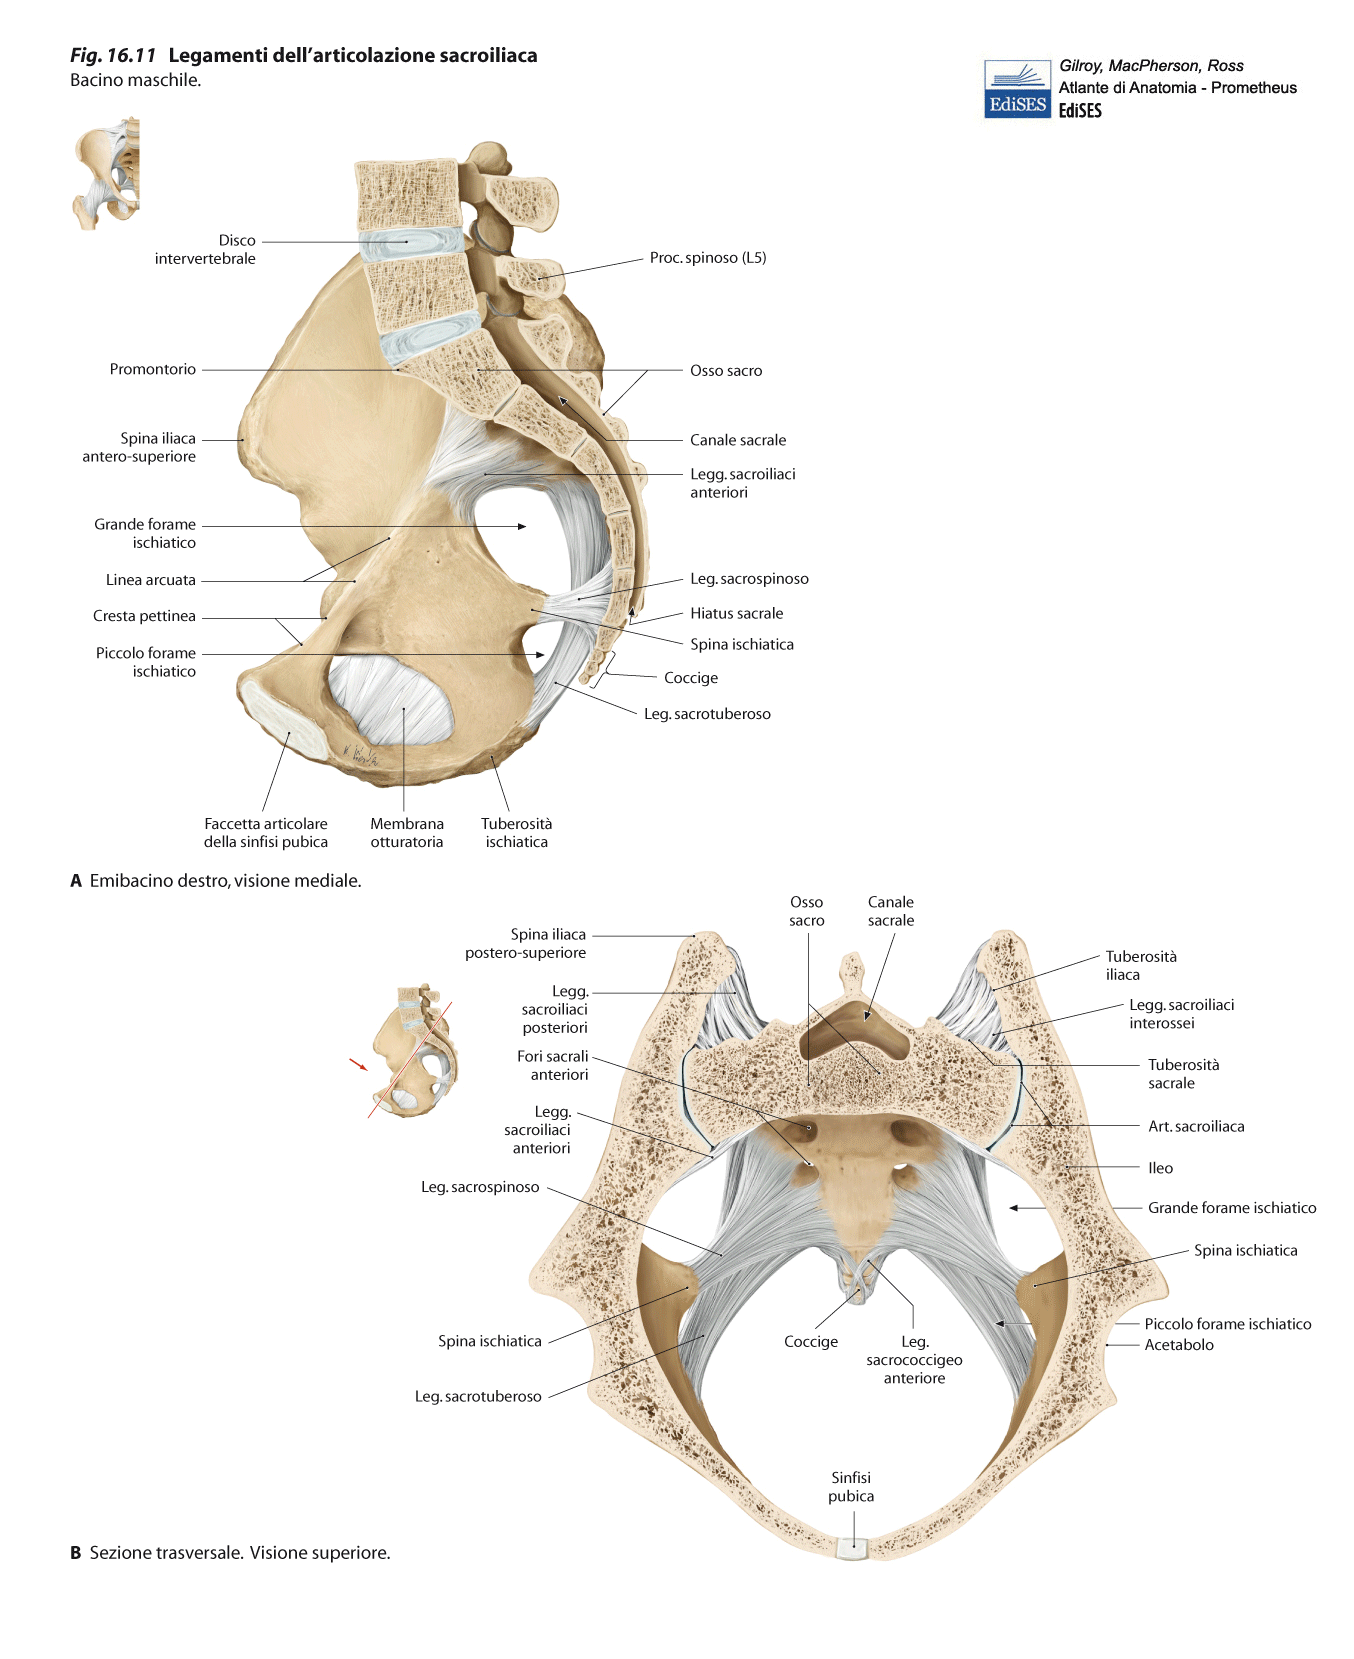 Fig. 16.11 Legamenti dell'articolazione sacroiliaca
Bacino maschile.
Gilroy, MacPherson, Ross
Atlante di Anatomia - Prometheus
EdiSES
EdiSES
Disco
intervertebrale
Proc. spinoso (L5)
Promontorio
Osso sacro
Spina iliaca
antero-superiore
Canale sacrale
Legg. sacroiliaci
anteriori
Grande forame
ischiatico
Linea arcuata
Leg. sacrospinoso
Cresta pettinea
Hiatus sacrale
Piccolo forame
ischiatico
Spina ischiatica
Coccige
Leg. sacrotuberoso
Faccetta articolare
della sinfisi pubica
Membrana
otturatoria
Tuberosità
ischiatica
A Emibacino destro, visione mediale.
Osso
sacro
Canale
sacrale
Spina iliaca
postero-superiore
Tuberosità
iliaca
Legg.
sacroiliaci
posteriori
Legg. sacroiliaci
interossei
Fori sacrali
anteriori
Tuberosità
sacrale
Legg.
sacroiliaci
anteriori
Art. sacroiliaca
Ileo
Leg. sacrospinoso
Grande forame ischiatico
Spina ischiatica
Spina ischiatica
Coccige
Leg.
sacrococcigeo
anteriore
Piccolo forame ischiatico
Acetabolo
Leg. sacrotuberoso
Sinfisi
pubica
B Sezione trasversale. Visione superiore.